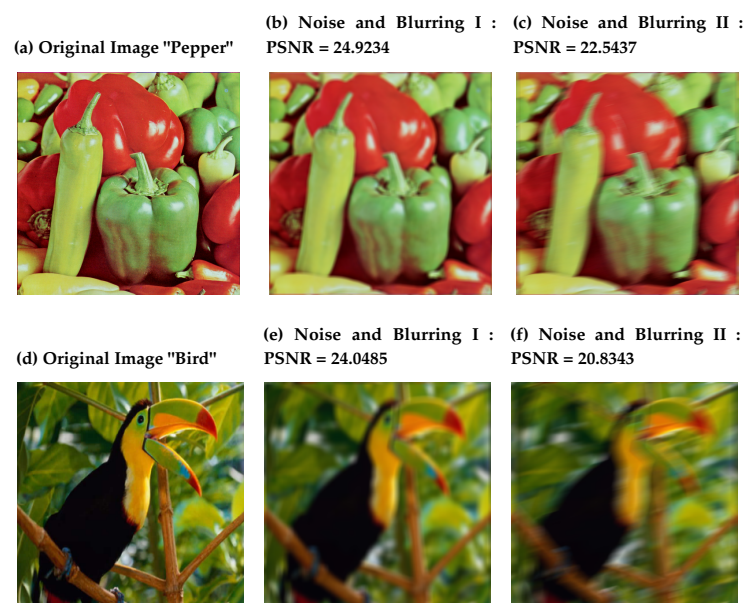 (a) Original Image "Pepper"
(b) Noise and Blurring I :
PSNR = 24.9234
(c) Noise and Blurring II :
PSNR = 22.5437
(d) Original Image "Bird"
(e) Noise and Blurring I :
PSNR = 24.0485
(f) Noise and Blurring II :
PSNR = 20.8343